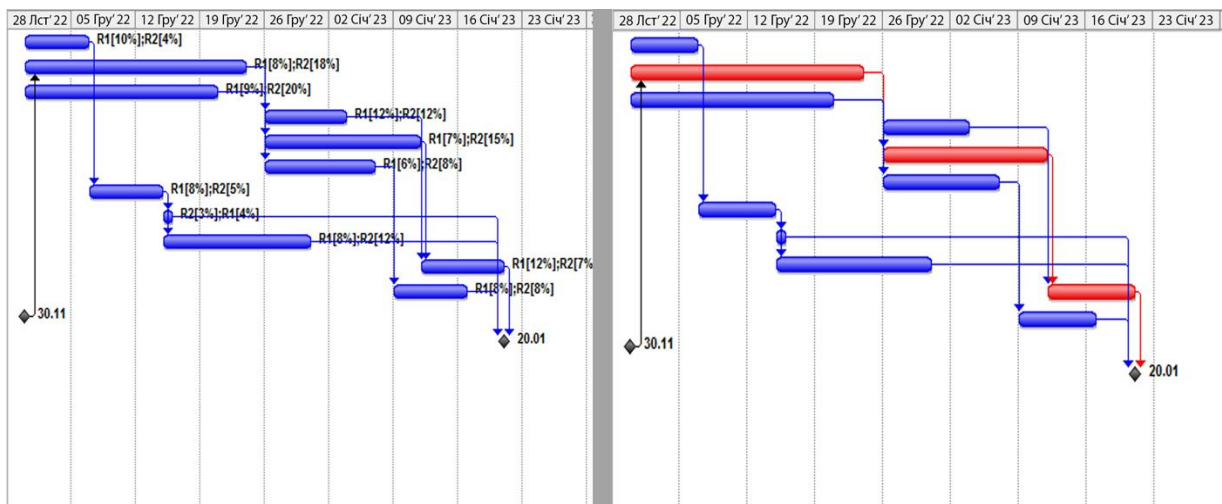 28 Лст' 22 05 Гру' 22 12 Гру' 22 19 Гру' 22 26 Гру' 22 02 Січ' 23 09 Січ' 23 16 Січ' 23 23 Січ' 23
R1[10%];R2[4%]
R1[8%];R2[18%]
R1[9%];R2[20%]
R1[12%];R2[12%]
R1[7%];R2[15%]
R1[6%];R2[8%]
R1[8%];R2[5%]
R2[3%];R1[4%]
R1[8%];R2[12%]
R1[12%];R2[7%
R1[8%];R2[8%]
30.11
20.01
28 Лст' 22 05 Гру' 22 12 Гру' 22 19 Гру' 22 26 Гру' 22 02 Січ' 23 09 Січ' 23 16 Січ' 23 23 Січ' 23
30.11
20.01